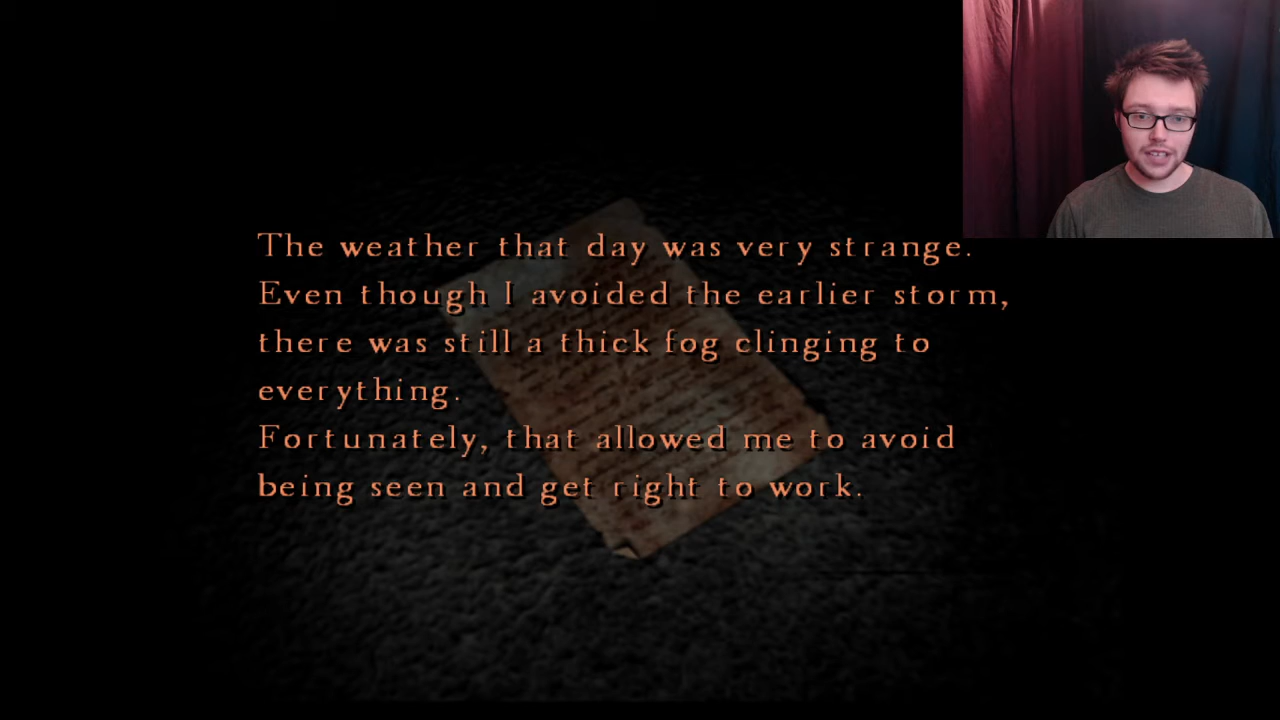 The weather that day was very strange.
Even though I avoided the earlier storm,
there was still a thick fog clinging to
everything.
Fortunately, that allowed me to avoid
being seen and get right to work.